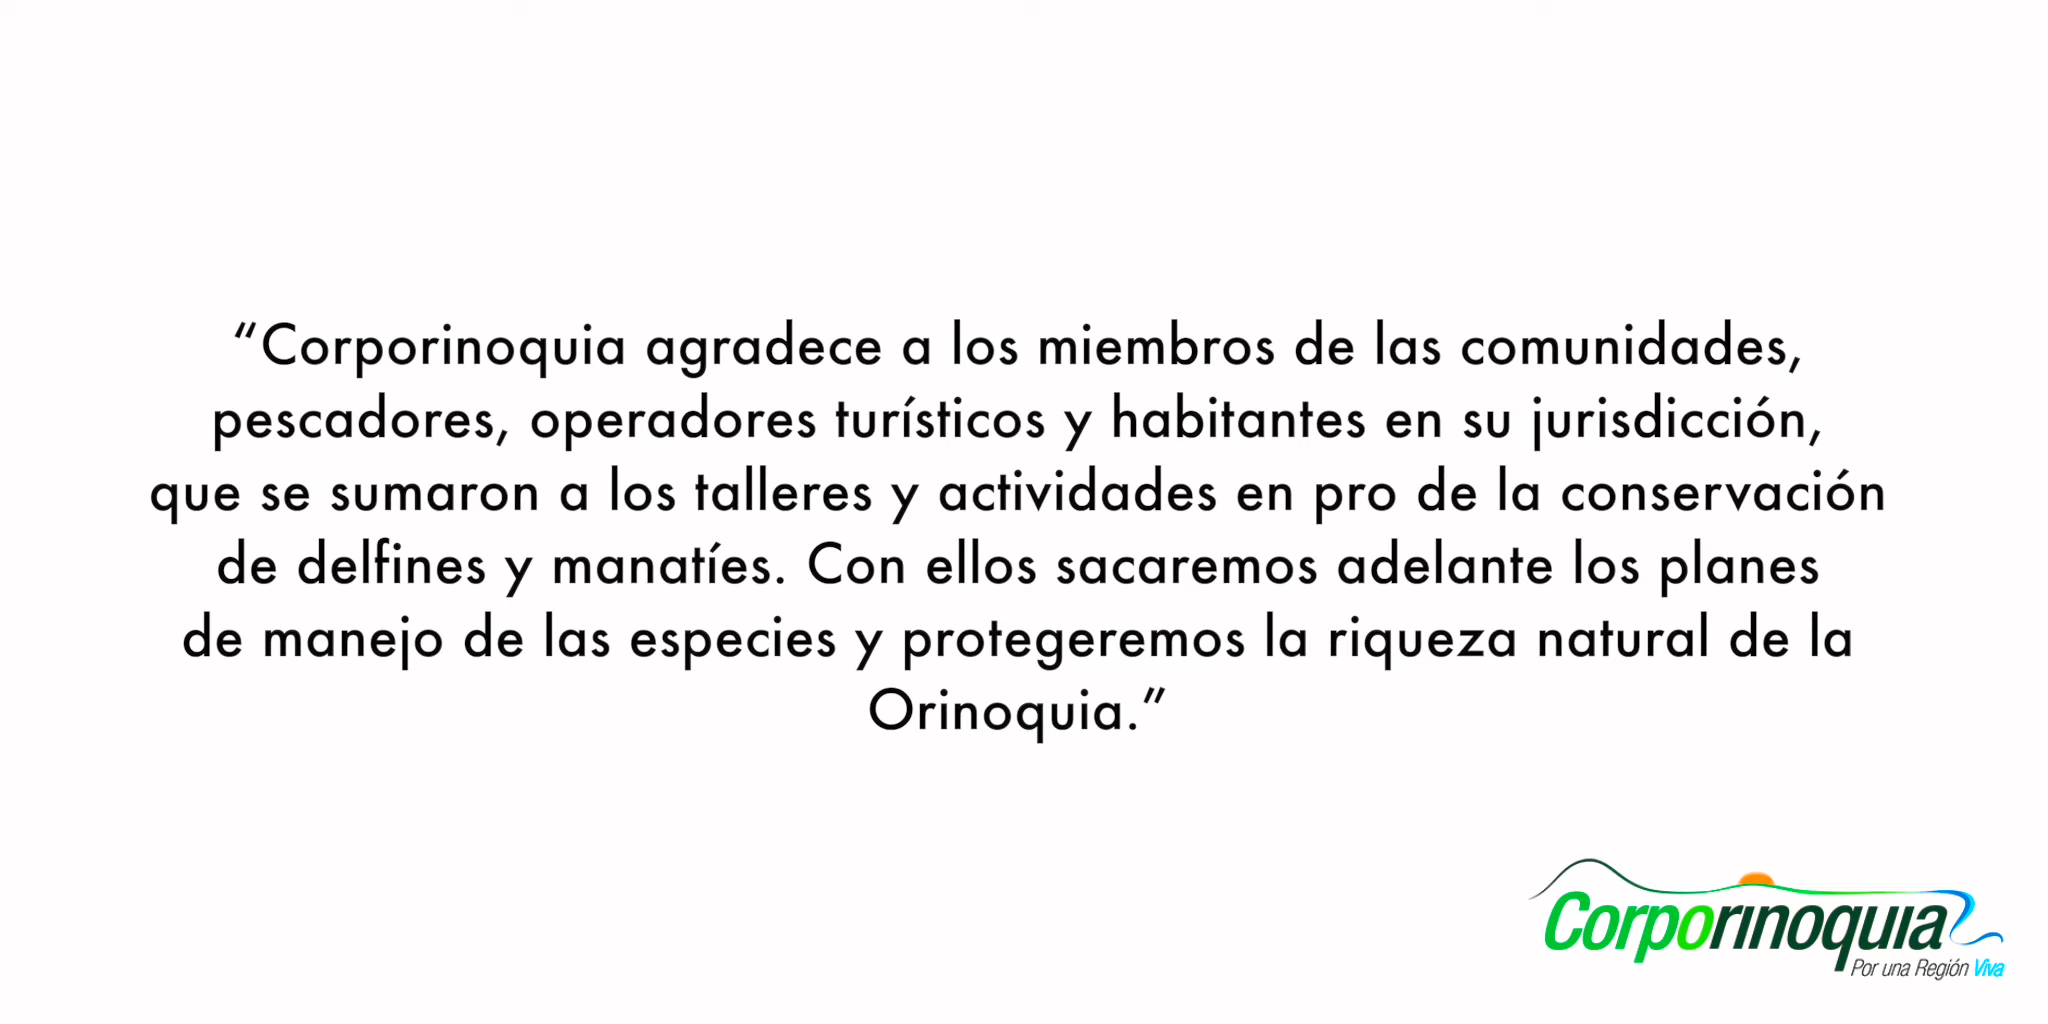 “Corporinoquia agradece a los miembros de las comunidades,
pescadores, operadores turísticos y habitantes en su jurisdicción,
que se sumaron a los talleres y actividades en pro de la conservación
de delfines y manatíes. Con ellos sacaremos adelante los planes
de manejo de las especies y protegeremos la riqueza natural de la
Orinoquia.”
Corporinoquia
Por una Región Viva